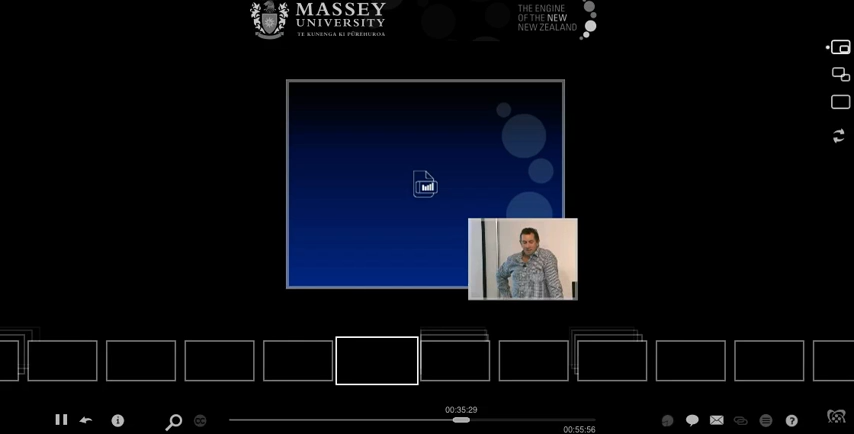 MASSEY
UNIVERSITY
TE KUNENGA KI PŪREHUROA
THE ENGINE
OF THE NEW
NEW ZEALAND
00:35:29
00:55:56